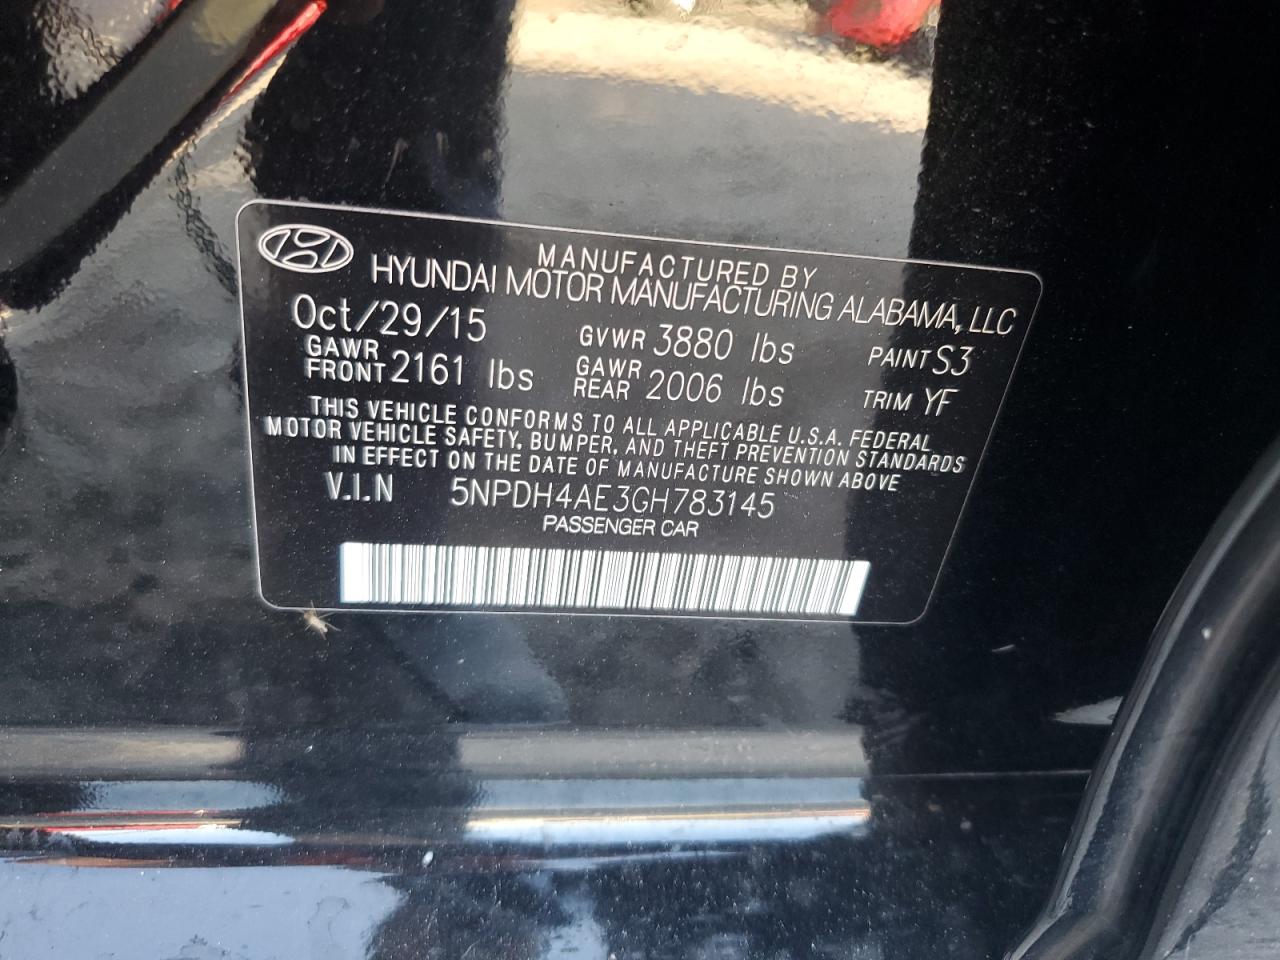 MANUFACTURED BY
HYUNDAI MOTOR MANUFACTURING ALABAMA, LLC
Oct/29/15 GVWR 3880 lbs PAINT S3
GAWR FRONT 2161 lbs GAWR REAR 2006 lbs TRIM YF
THIS VEHICLE CONFORMS TO ALL APPLICABLE U.S.A. FEDERAL
MOTOR VEHICLE SAFETY, BUMPER, AND THEFT PREVENTION STANDARDS
IN EFFECT ON THE DATE OF MANUFACTURE SHOWN ABOVE
V.I.N 5NPDH4AE3GH783145
PASSENGER CAR